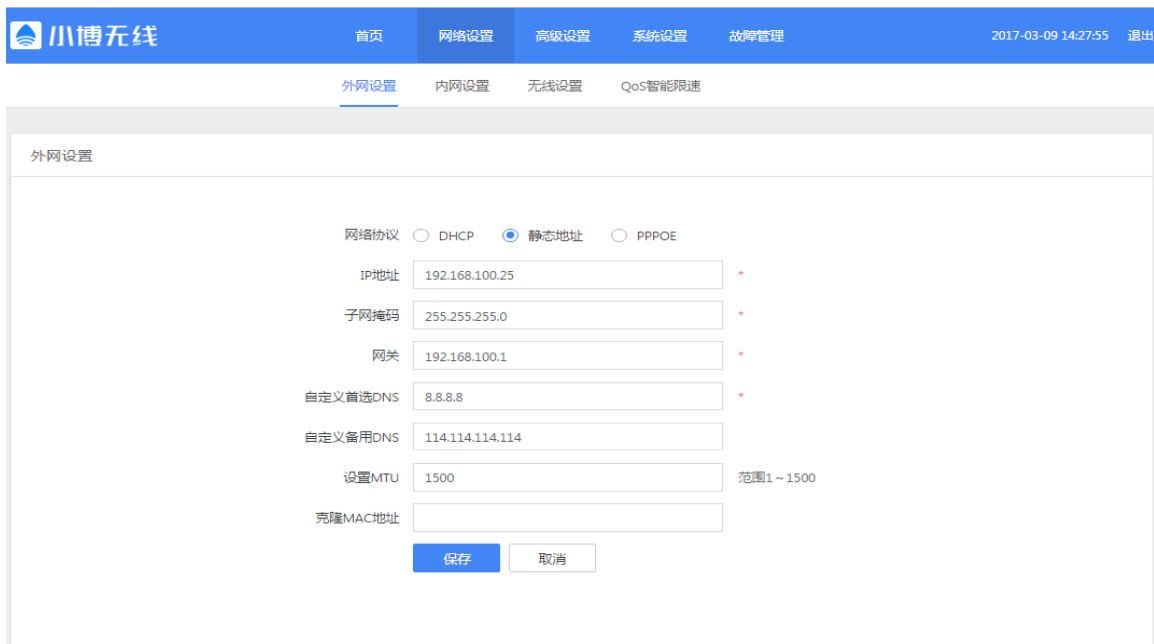 小博无线 首页 网络设置 高级设置 系统设置 故障管理 2017-03-09 14:27:55 退出
外网设置 内网设置 无线设置 QoS智能限速
外网设置
网络协议 DHCP 静态地址 PPPOE
IP地址 192.168.100.25 *
子网掩码 255.255.255.0 *
网关 192.168.100.1 *
自定义首选DNS 8.8.8.8 *
自定义备用DNS 114.114.114.114
设置MTU 1500 范围1~1500
克隆MAC地址
保存 取消